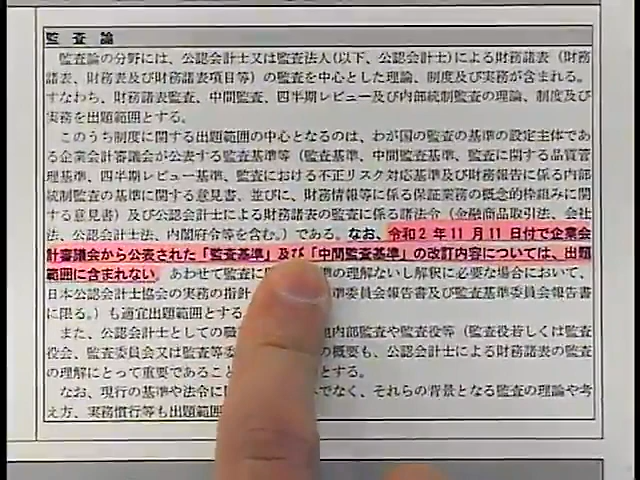 監査論
監査論の分野には、公認会計士又は監査法人(以下、公認会計士)による財務諸表（財務
諸表、財務表及び財務諸表項目等）の監査を中心とした理論、制度及び実務が含まれる。
すなわち、財務諸表監査、中間監査、四半期レビュー及び内部統制監査の理論、制度及び
実務を出題範囲とする。
このうち制度に関する出題範囲の中心となるのは、わが国の監査の基準の設定主体であ
る企業会計審議会が公表する監査基準等（監査基準、中間監査基準、監査に関する品質管
理基準、四半期レビュー基準、監査における不正リスク対応基準及び財務報告に係る内部
統制監査の基準に関する意見書、並びに、財務情報等に係る保証業務の概念的枠組みに関
する意見書）及び公認会計士による財務諸表の監査に係る諸法令（金融商品取引法、会社
法、公認会計士法、内閣府令等を含む。）である。なお、令和2年11月11日付で企業会
計審議会から公表された「監査基準」及び「中間監査基準」の改訂内容については、出題
範囲に含まれない。あわせて監査に の理解ないし解釈に必要な場合において、
日本公認会計士協会の実務の指針 準委員会報告書及び監査基準委員会報告書
に限る。）も適宜出題範囲とする
また、公認会計士としての職 内部監査や監査役等（監査役若しくは監査
役会、監査委員会又は監査等委 の概要も、公認会計士による財務諸表の監査
の理解にとって重要であること とする。
なお、現行の基準や法令に でなく、それらの背景となる監査の理論や考
え方、実務慣行等も出題範囲